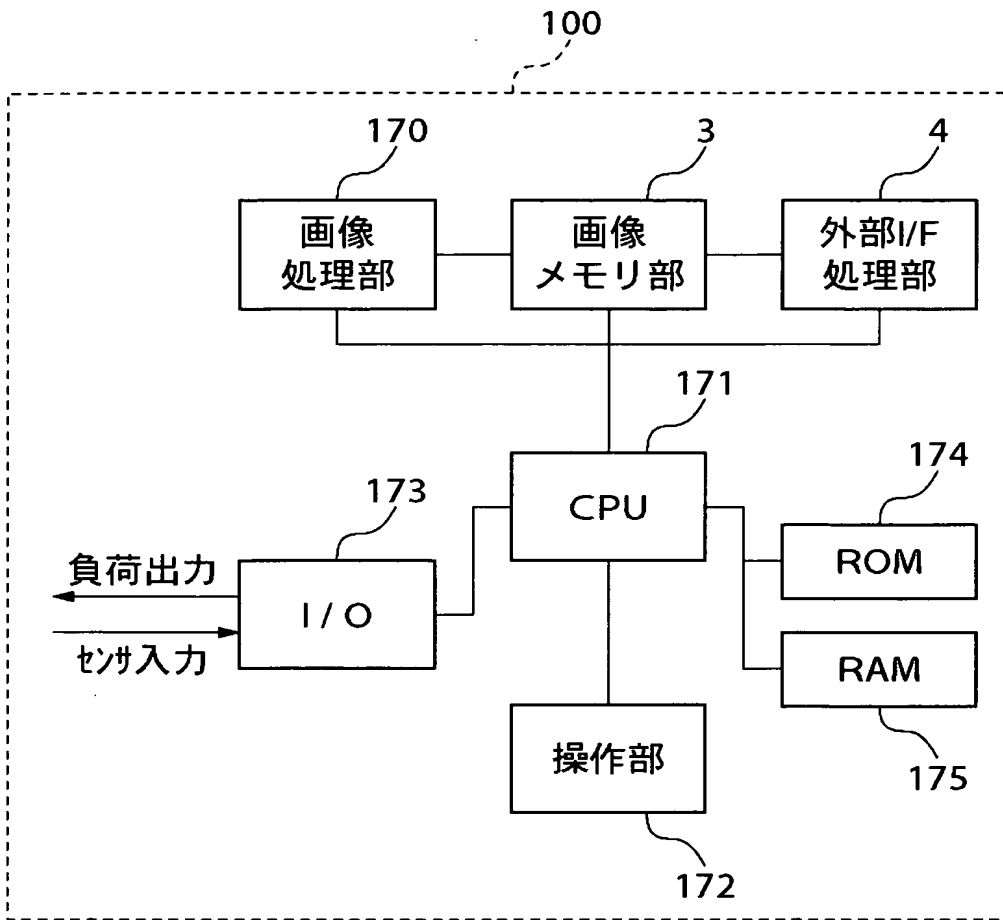 100
170
3
4
画像
処理部
画像
メモリ部
外部I/F
処理部
171
CPU
173
174
負荷出力
I/O
ROM
センサ入力
RAM
操作部
175
172